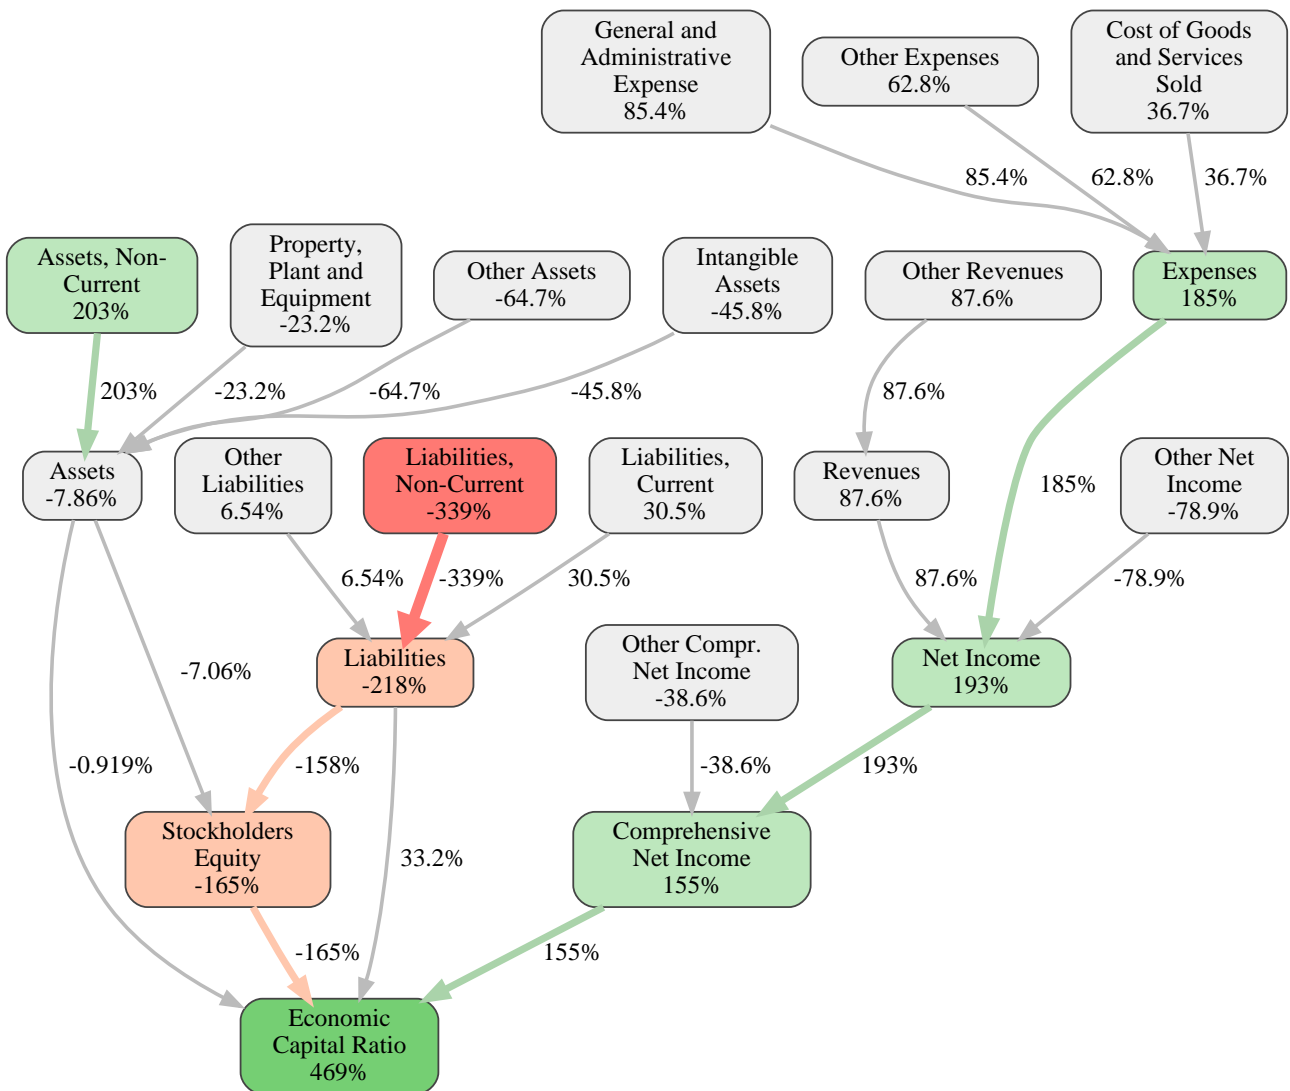 General and
Administrative
Expense
85.4%
Other Expenses
62.8%
Cost of Goods
and Services
Sold
36.7%
85.4%
62.8%
36.7%
Assets, Non-
Current
203%
Property,
Plant and
Equipment
-23.2%
Other Assets
-64.7%
Intangible
Assets
-45.8%
Other Revenues
87.6%
Expenses
185%
203%
-23.2%
-64.7%
-45.8%
87.6%
Assets
-7.86%
Other
Liabilities
6.54%
Liabilities,
Non-Current
-339%
Liabilities,
Current
30.5%
Revenues
87.6%
185%
Other Net
Income
-78.9%
6.54%
-339%
30.5%
87.6%
-78.9%
-7.06%
Liabilities
-218%
Other Compr.
Net Income
-38.6%
Net Income
193%
-0.919%
-158%
-38.6%
193%
Stockholders
Equity
-165%
33.2%
Comprehensive
Net Income
155%
-165%
155%
Economic
Capital Ratio
469%